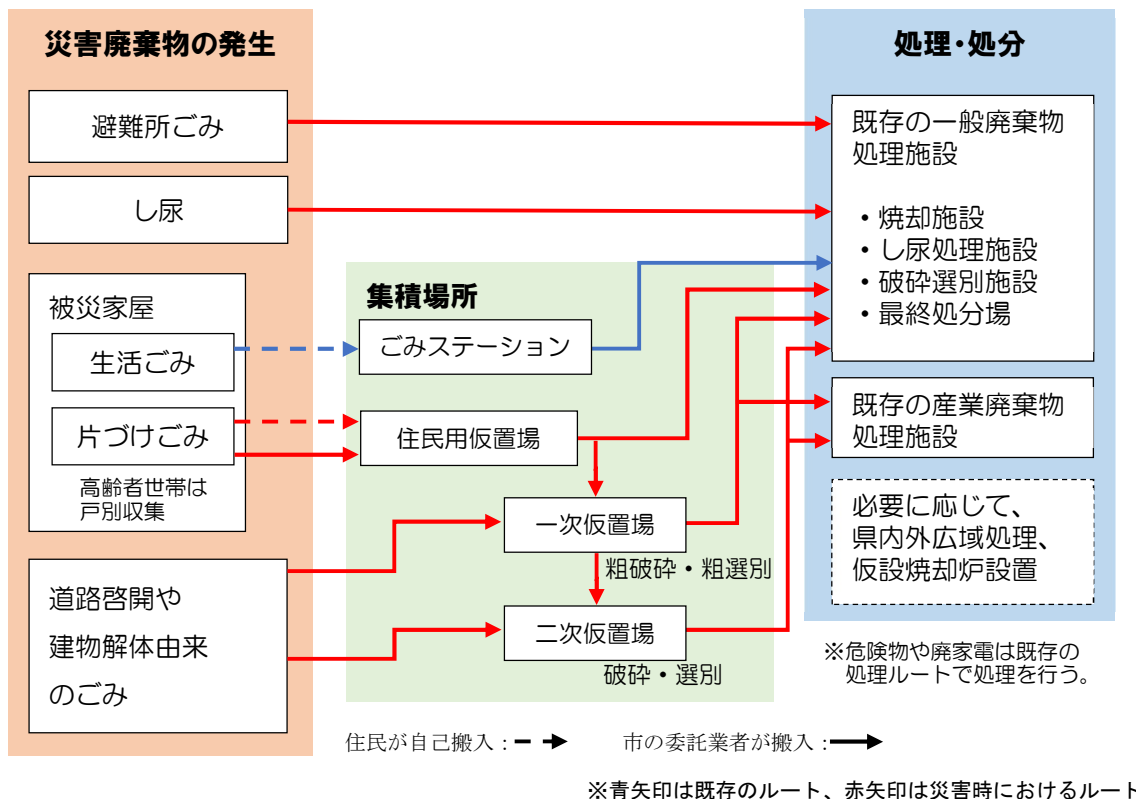 災害廃棄物の発生
避難所ごみ
し尿
被災家屋
生活ごみ
片づけごみ
高齢者世帯は
戸別収集
道路啓開や
建物解体由来
のごみ
集積場所
ごみステーション
住民用仮置場
一次仮置場
粗破砕・粗選別
二次仮置場
破砕・選別
処理・処分
既存の一般廃棄物
処理施設
・焼却施設
・し尿処理施設
・破砕選別施設
・最終処分場
既存の産業廃棄物
処理施設
必要に応じて、
県内外広域処理、
仮設焼却炉設置
※危険物や廃家電は既存の
処理ルートで処理を行う。
住民が自己搬入：
市の委託業者が搬入：
※青矢印は既存のルート、赤矢印は災害時におけるルート